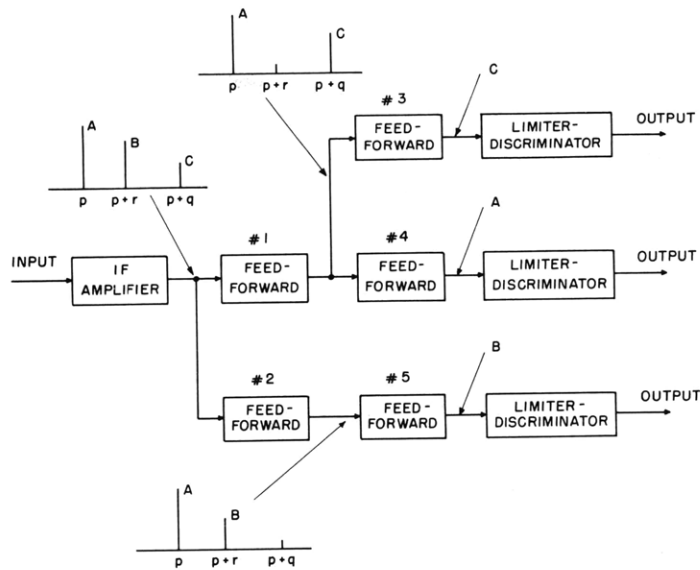 A
C
p p+r p+q
A
B
C
p p+r p+q
C
#3
FEED-
FORWARD
LIMITER-
DISCRIMINATOR
OUTPUT
INPUT
IF
AMPLIFIER
#1
FEED-
FORWARD
#4
FEED-
FORWARD
A
LIMITER-
DISCRIMINATOR
OUTPUT
#2
FEED-
FORWARD
#5
FEED-
FORWARD
B
LIMITER-
DISCRIMINATOR
OUTPUT
A
B
p p+r p+q